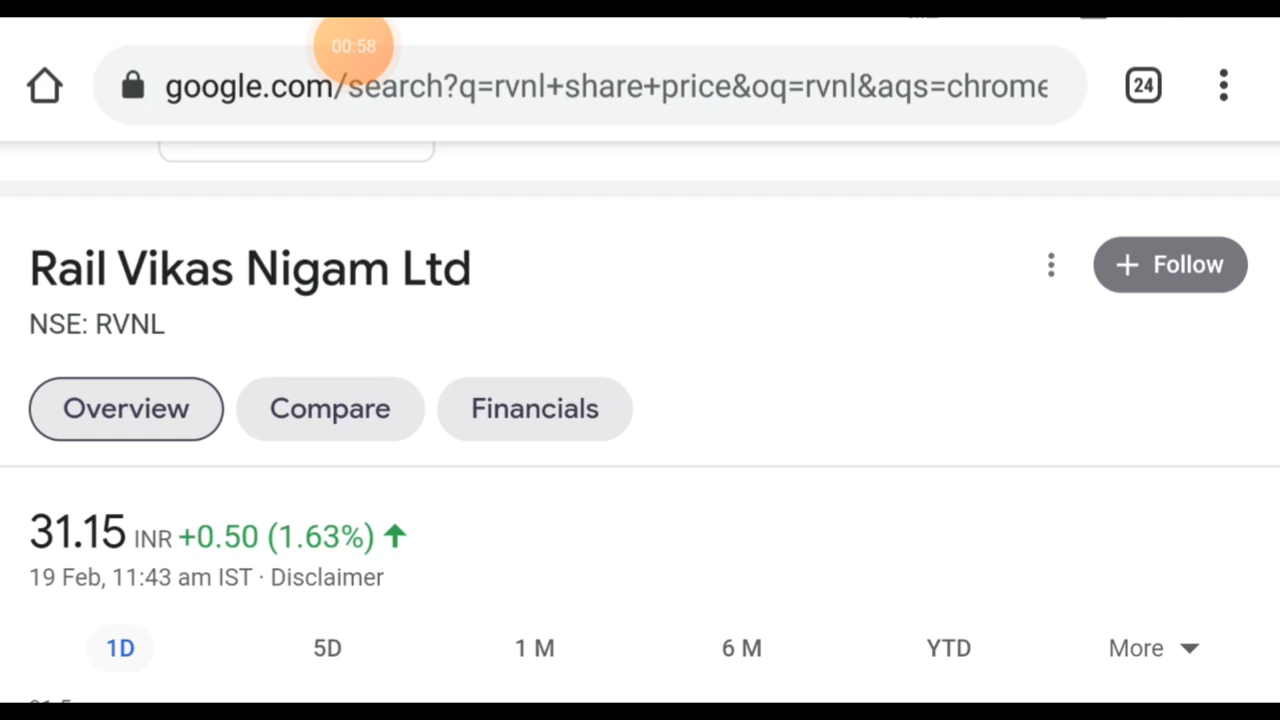 00:58
google.com/search?q=rvnl+share+price&oq=rvnl&aqs=chrome
24
Rail Vikas Nigam Ltd
+ Follow
NSE: RVNL
Overview Compare Financials
31.15 INR +0.50 (1.63%) ↑
19 Feb, 11:43 am IST · Disclaimer
1D 5D 1 M 6 M YTD More